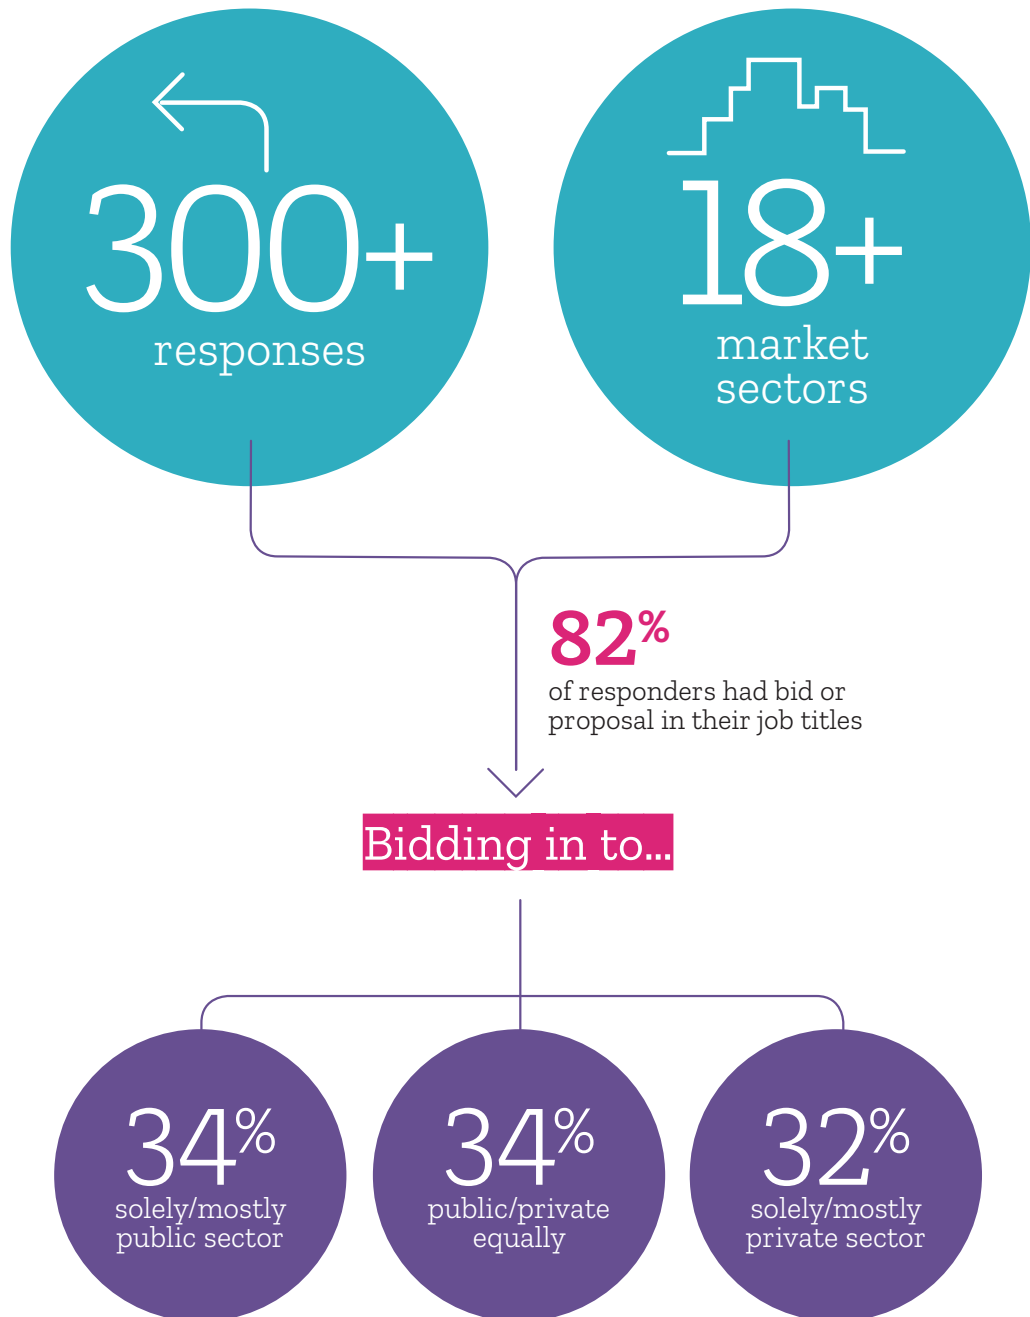 300+
responses
18+
market
sectors
82%
of responders had bid or
proposal in their job titles
Bidding in to...
34%
solely/mostly
public sector
34%
public/private
equally
32%
solely/mostly
private sector